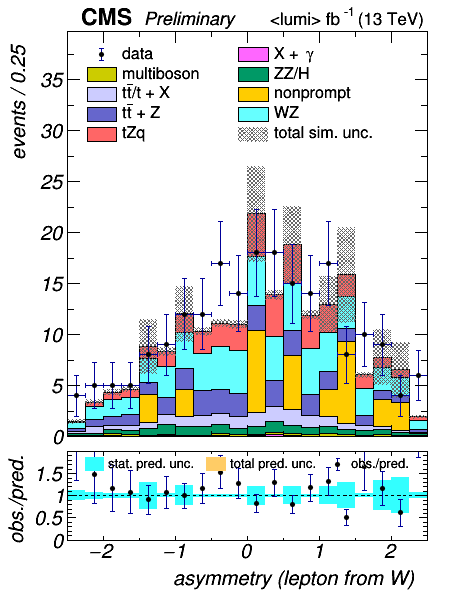 CMS Preliminary <lumi> fb⁻¹ (13 TeV)
events / 0.25
data
multiboson
tt̄/t + X
tt̄ + Z
tZq
X + γ
ZZ/H
nonprompt
WZ
total sim. unc.
35
30
25
20
15
10
5
0
obs./pred.
stat. pred. unc. total pred. unc. obs./pred.
1.5
1
0.5
0
−2 −1 0 1 2
asymmetry (lepton from W)